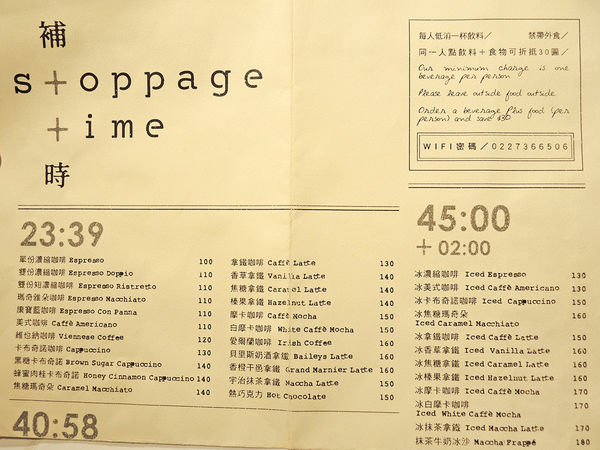 補
s++oppage
++ime
時
每人低消一杯飲料／ 禁帶外食／
同一人點飲料＋食物可折抵30圓／
Our minimum charge is one
beverage per person
Please leave outside food outside
Order a beverage Plus food (per
person) and save $30
WIFI密碼／0227366506
23:39
單份濃縮咖啡 Espresso 100
雙份濃縮咖啡 Espresso Doppio 110
雙份短濃縮咖啡 Espresso Ristretto 110
瑪奇雅朵咖啡 Espresso Macchiato 110
康寶藍咖啡 Espresso Con Panna 110
美式咖啡 Caffè Americano 110
維也納咖啡 Viennese Coffee 120
卡布奇諾咖啡 Cappuccino 130
黑糖卡布奇諾 Brown Sugar Cappuccino 140
蜂蜜肉桂卡布奇諾 Honey Cinnamon Cappuccino 140
焦糖瑪奇朵 Caramel Macchiato 140
40:58
拿鐵咖啡 Caffè Latte 130
香草拿鐵 Vanilla Latte 140
焦糖拿鐵 Caramel Latte 140
榛果拿鐵 Hazelnut Latte 140
摩卡咖啡 Caffè Mocha 150
白摩卡咖啡 White Caffè Mocha 150
愛爾蘭咖啡 Irish Coffee 160
貝里斯奶酒拿鐵 Baileys Latte 160
香橙干邑拿鐵 Grand Marnier Latte 160
宇治抹茶拿鐵 Maccha Latte 150
熱巧克力 Hot Chocolate 150
45:00
+ 02:00
冰濃縮咖啡 Iced Espresso 130
冰美式咖啡 Iced Caffè Americano 130
冰卡布奇諾咖啡 Iced Cappuccino 150
冰焦糖瑪奇朵 160
Iced Caramel Macchiato
冰拿鐵咖啡 Iced Caffè Latte 150
冰香草拿鐵 Iced Vanilla Latte 160
冰焦糖拿鐵 Iced Caramel Latte 160
冰榛果拿鐵 Iced Hazelnut Latte 160
冰摩卡咖啡 Iced Caffè Mocha 170
冰白摩卡咖啡 170
Iced White Caffè Mocha
冰抹茶拿鐵 Iced Maccha Latte 170
抹茶牛奶冰沙 Maccha Frappé 180